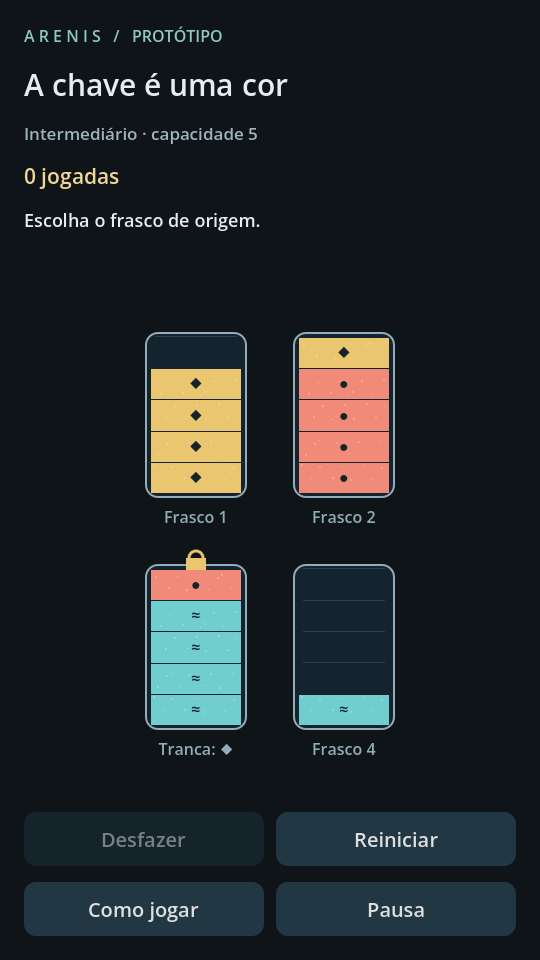 ARENIS / PROTÓTIPO
A chave é uma cor
Intermediário · capacidade 5
0 jogadas
Escolha o frasco de origem.
Frasco 1
Frasco 2
Tranca: ◆
Frasco 4
Desfazer
Reiniciar
Como jogar
Pausa